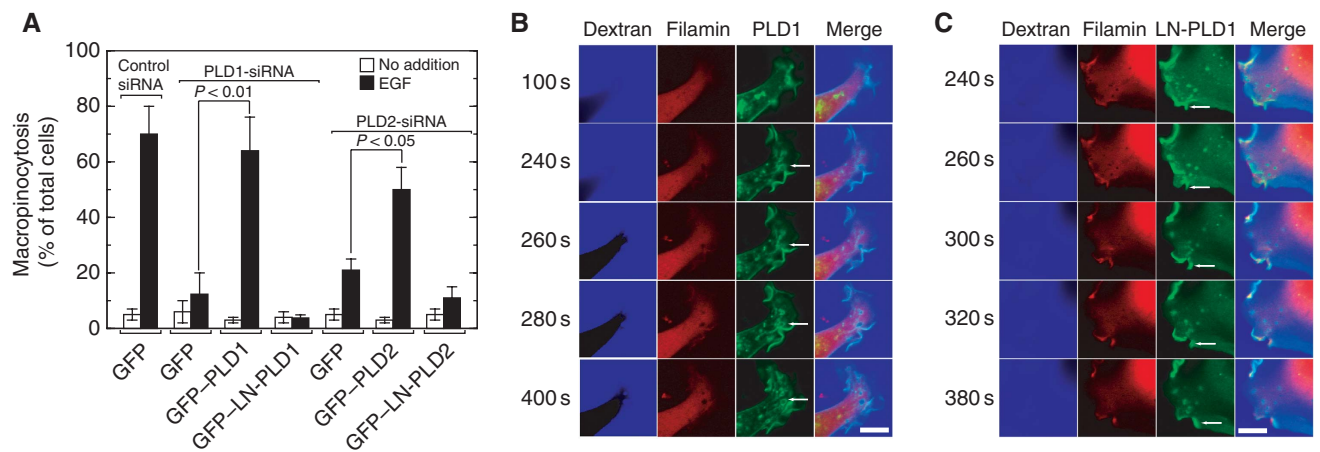 A
Macropinocytosis
(% of total cells)
100
80
60
40
20
0
Control
siRNA
PLD1-siRNA
P < 0.01
No addition
EGF
PLD2-siRNA
P < 0.05
GFP
GFP
GFP–PLD1
GFP–LN-PLD1
GFP
GFP–PLD2
GFP–LN-PLD2
B
Dextran Filamin PLD1 Merge
100 s
240 s
260 s
280 s
400 s
C
Dextran Filamin LN-PLD1 Merge
240 s
260 s
300 s
320 s
380 s